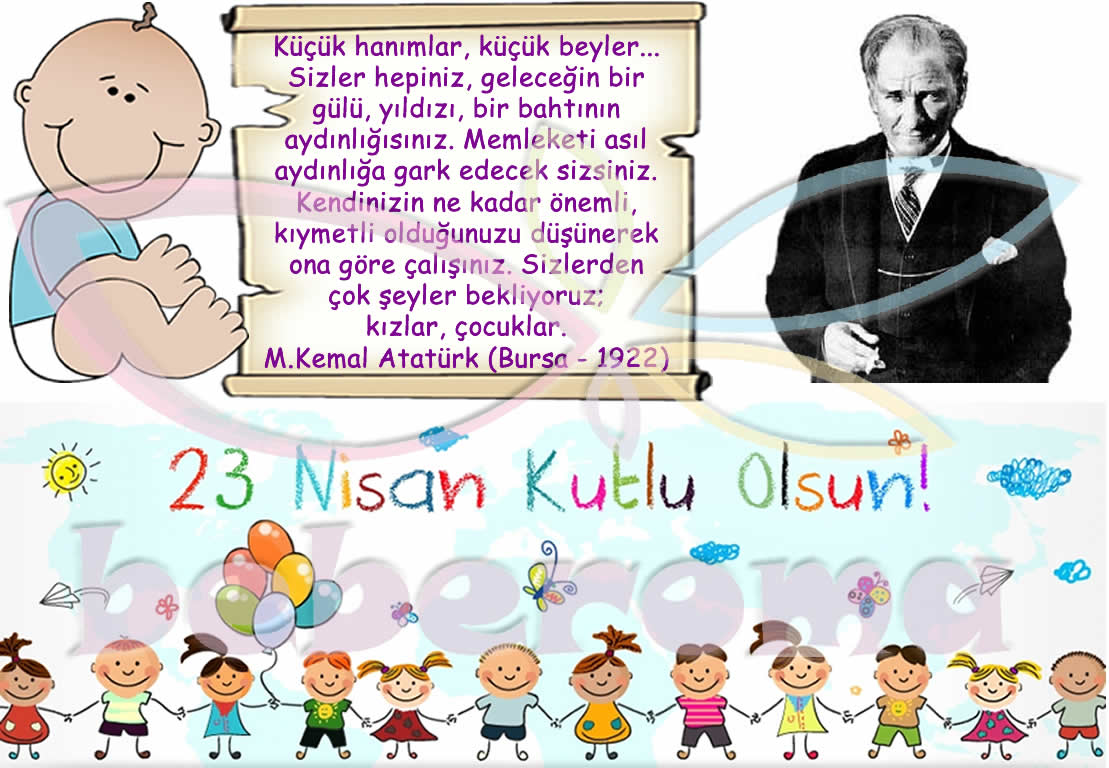 Küçük hanımlar, küçük beyler...
Sizler hepiniz, geleceğin bir
gülü, yıldızı, bir bahtının
aydınlığısınız. Memleketi asıl
aydınlığa gark edecek sizsiniz.
Kendinizin ne kadar önemli,
kıymetli olduğunuzu düşünerek
ona göre çalışınız. Sizlerden
çok şeyler bekliyoruz;
kızlar, çocuklar.
M.Kemal Atatürk (Bursa - 1922)
23 Nisan Kutlu Olsun!
beberoma